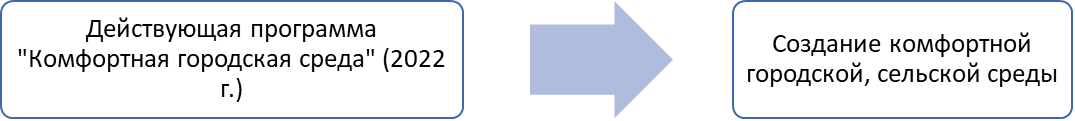 Действующая программа
"Комфортная городская среда" (2022
г.)
Создание комфортной
городской, сельской среды